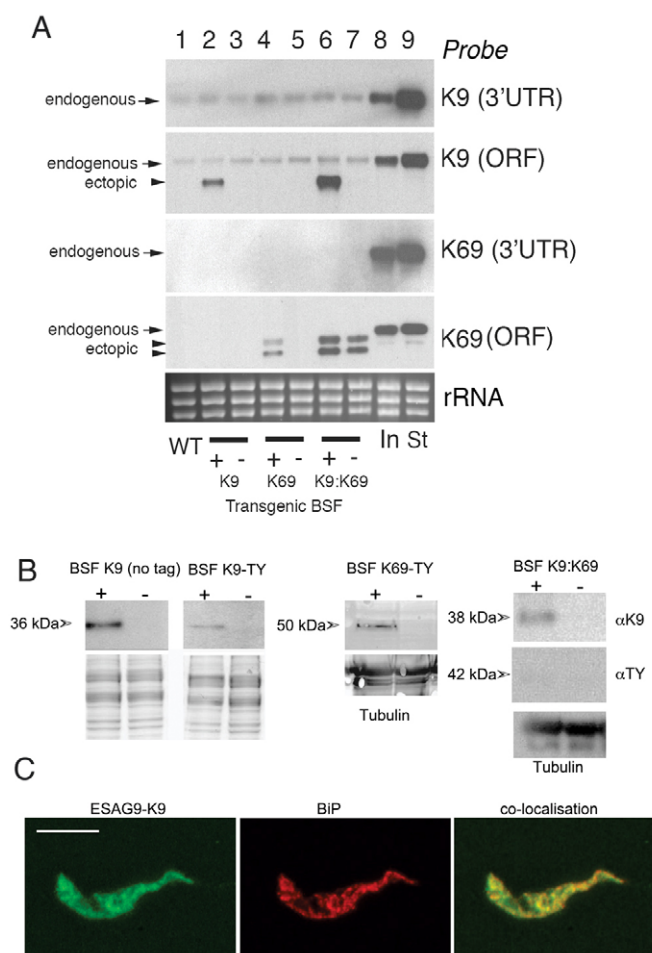 A
1 2 3 4 5 6 7 8 9 Probe
endogenous K9 (3'UTR)
endogenous K9 (ORF)
ectopic
endogenous K69 (3'UTR)
endogenous K69 (ORF)
ectopic
rRNA
WT + - + - + - In St
K9 K69 K9:K69
Transgenic BSF
B
BSF K9 (no tag) BSF K9-TY BSF K69-TY BSF K9:K69
+ - + - + - + -
36 kDa 50 kDa 38 kDa αK9
42 kDa αTY
Tubulin
Tubulin
C
ESAG9-K9 BiP co-localisation